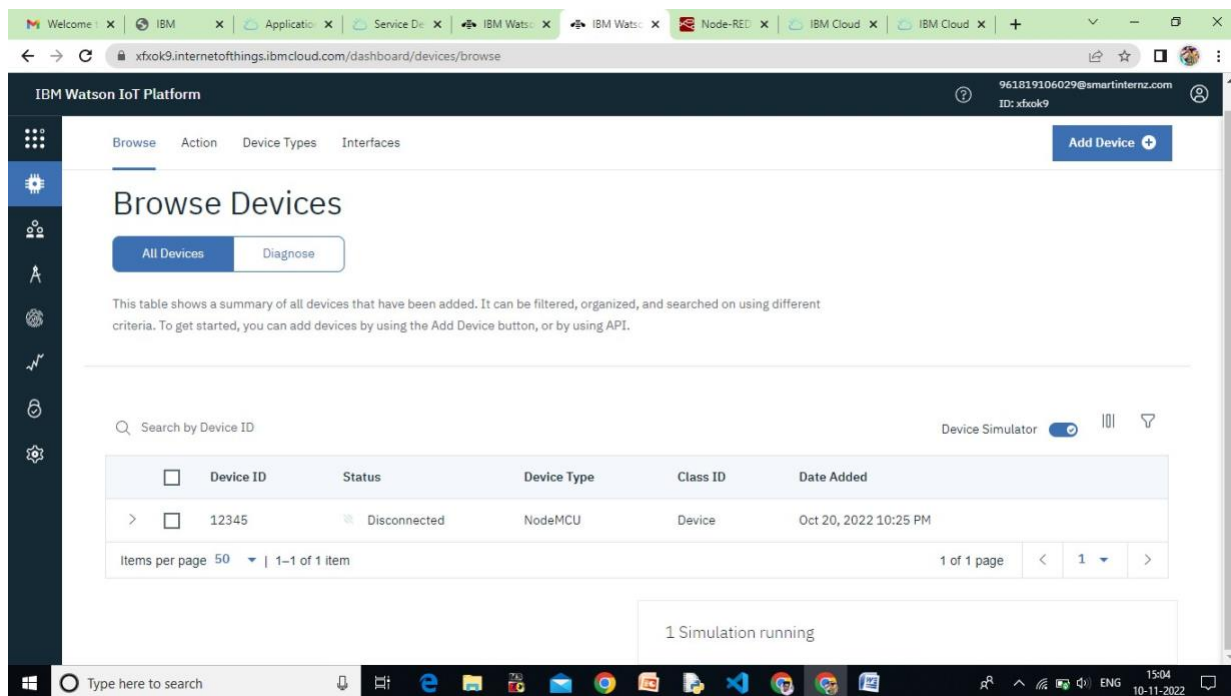 Welcome t
IBM
Applicatio
Service De
IBM Watso
IBM Watso
Node-RED
IBM Cloud
IBM Cloud
xfxok9.internetofthings.ibmcloud.com/dashboard/devices/browse
IBM Watson IoT Platform
961819106029@smartinternz.com
ID: xfxok9
Browse Action Device Types Interfaces
Add Device
Browse Devices
All Devices Diagnose
This table shows a summary of all devices that have been added. It can be filtered, organized, and searched on using different
criteria. To get started, you can add devices by using the Add Device button, or by using API.
Search by Device ID
Device Simulator
Device ID Status Device Type Class ID Date Added
12345 Disconnected NodeMCU Device Oct 20, 2022 10:25 PM
Items per page 50 | 1–1 of 1 item
1 of 1 page 1
1 Simulation running
Type here to search
ENG
15:04
10-11-2022